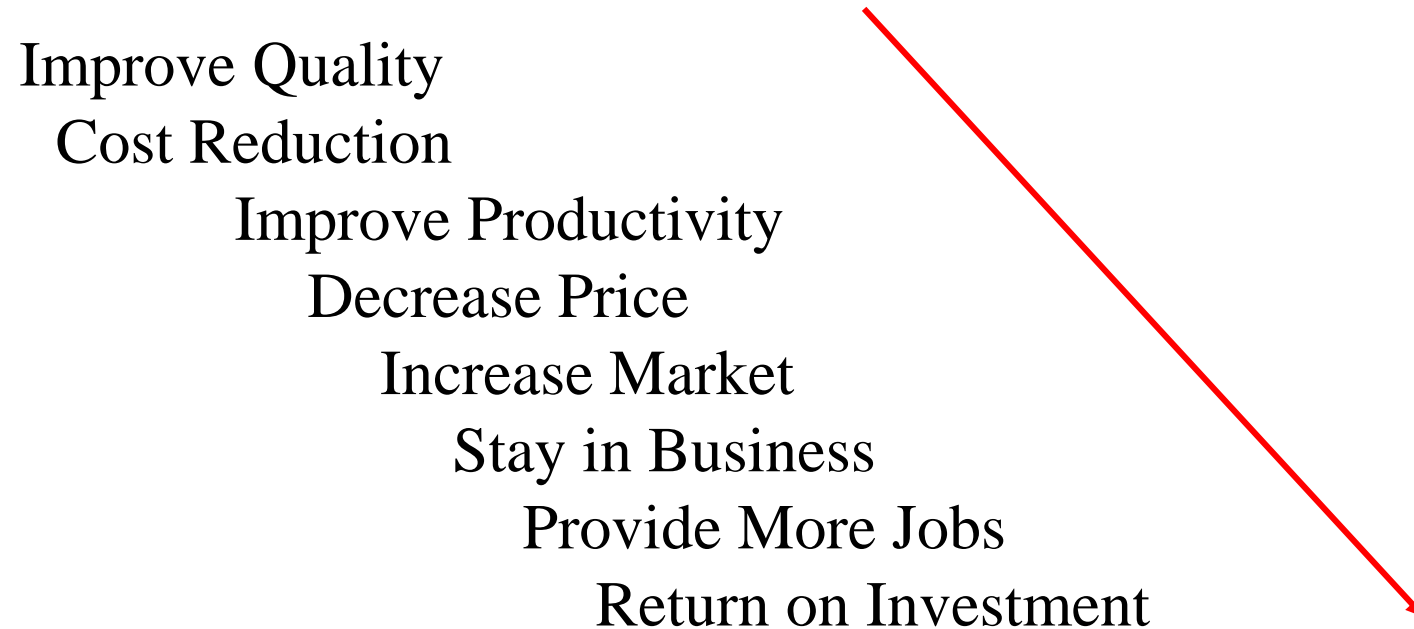 Improve Quality
Cost Reduction
Improve Productivity
Decrease Price
Increase Market
Stay in Business
Provide More Jobs
Return on Investment